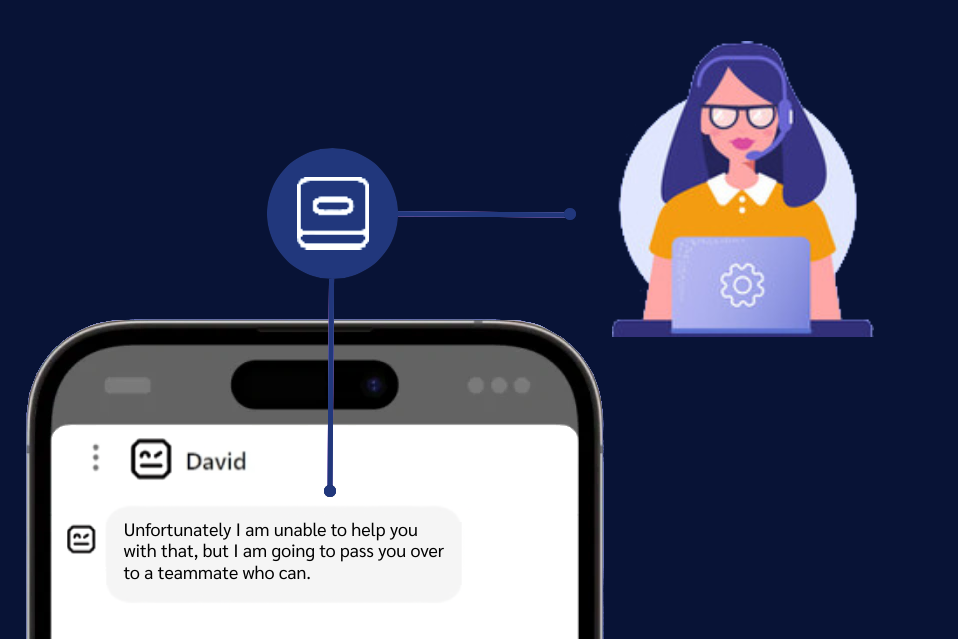 David
Unfortunately I am unable to help you
with that, but I am going to pass you over
to a teammate who can.